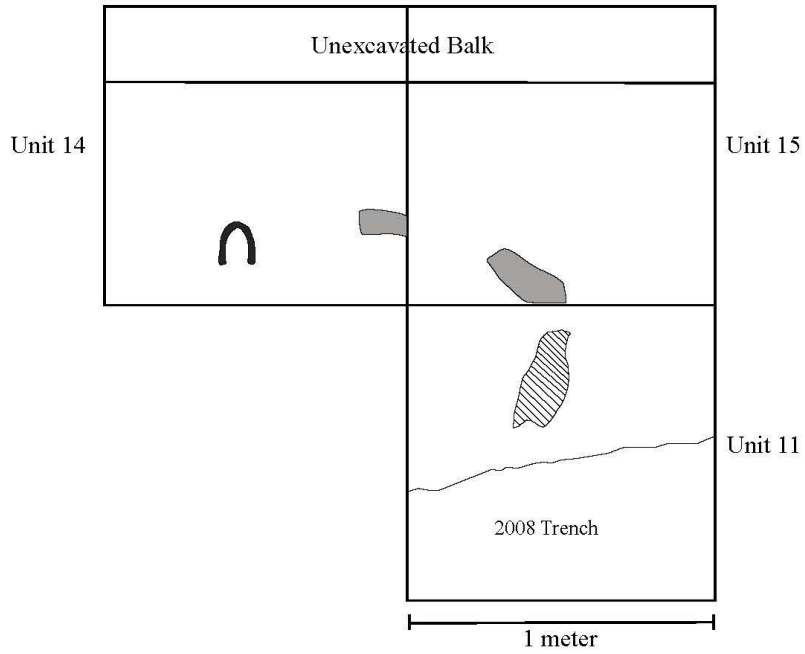 Unexcavated Balk
Unit 14
Unit 15
Unit 11
2008 Trench
1 meter